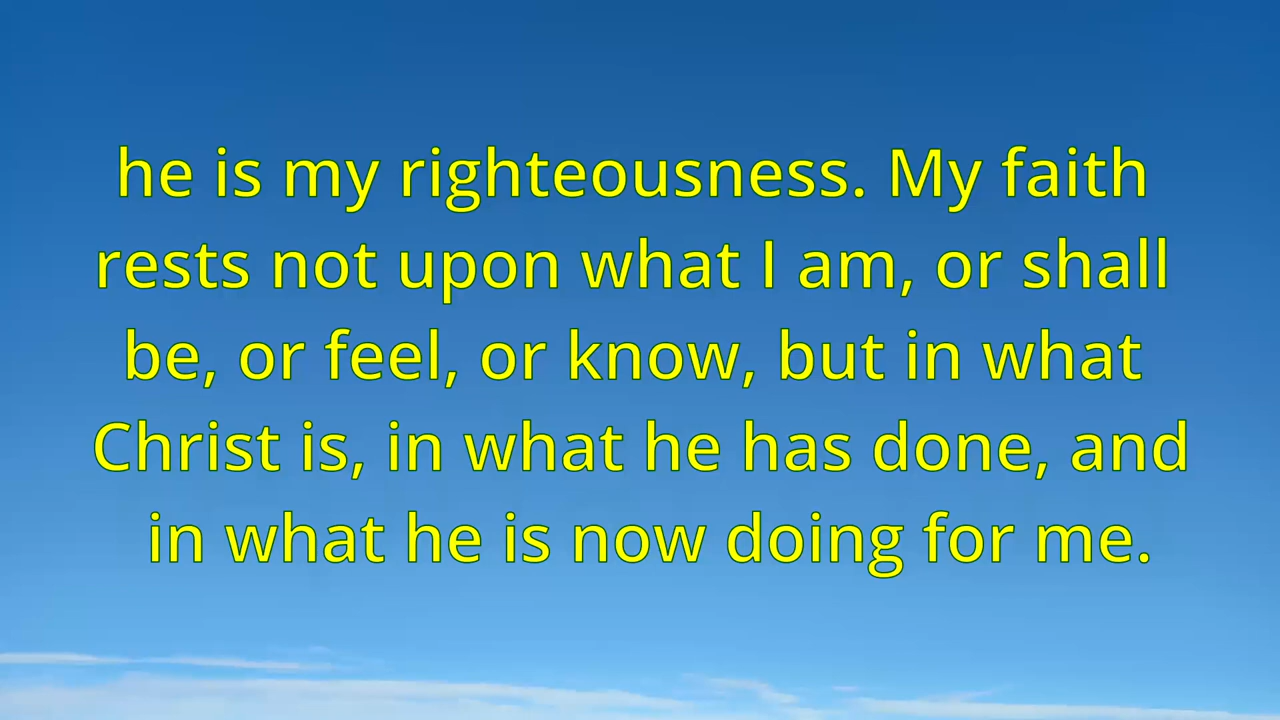 he is my righteousness. My faith
rests not upon what I am, or shall
be, or feel, or know, but in what
Christ is, in what he has done, and
in what he is now doing for me.